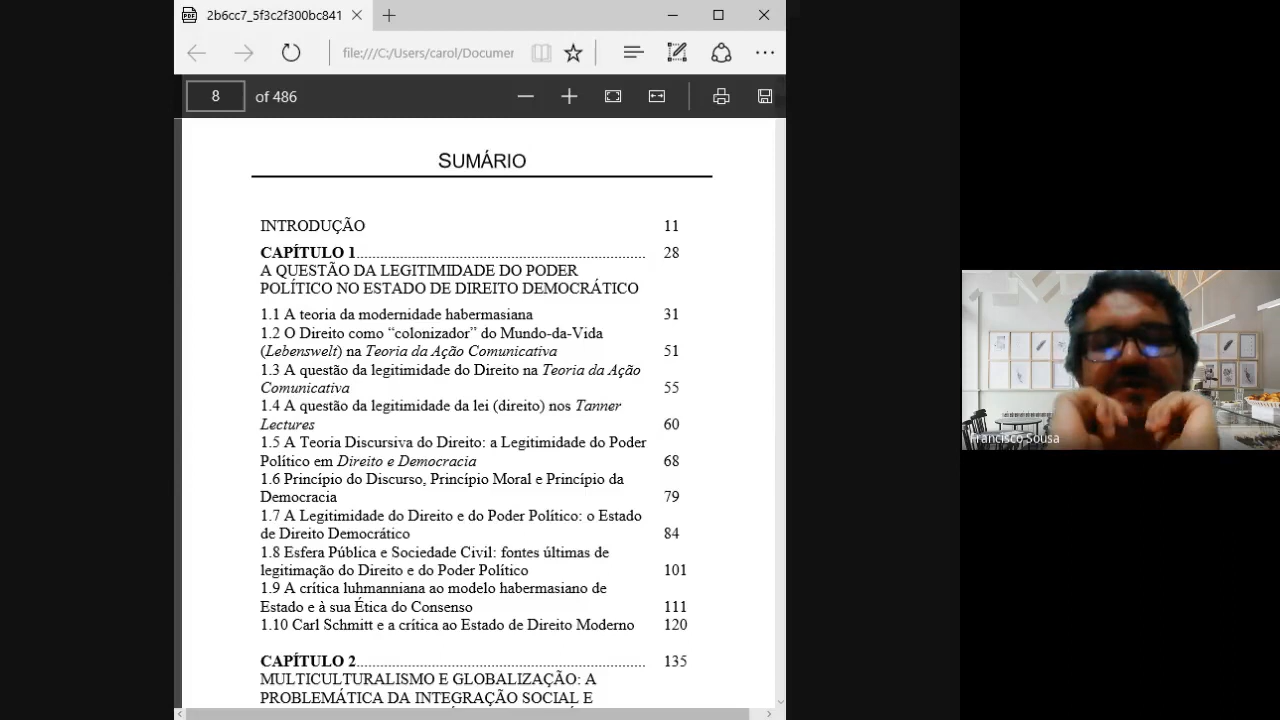 2b6cc7_5f3c2f300bc841
file:///C:/Users/carol/Documer
8
of 486
SUMÁRIO
INTRODUÇÃO 11
CAPÍTULO 1........................................................................ 28
A QUESTÃO DA LEGITIMIDADE DO PODER
POLÍTICO NO ESTADO DE DIREITO DEMOCRÁTICO
1.1 A teoria da modernidade habermasiana 31
1.2 O Direito como “colonizador” do Mundo-da-Vida
(Lebenswelt) na Teoria da Ação Comunicativa 51
1.3 A questão da legitimidade do Direito na Teoria da Ação
Comunicativa 55
1.4 A questão da legitimidade da lei (direito) nos Tanner
Lectures 60
1.5 A Teoria Discursiva do Direito: a Legitimidade do Poder
Político em Direito e Democracia 68
1.6 Princípio do Discurso, Princípio Moral e Princípio da
Democracia 79
1.7 A Legitimidade do Direito e do Poder Político: o Estado
de Direito Democrático 84
1.8 Esfera Pública e Sociedade Civil: fontes últimas de
legitimação do Direito e do Poder Político 101
1.9 A crítica luhmanniana ao modelo habermasiano de
Estado e à sua Ética do Consenso 111
1.10 Carl Schmitt e a crítica ao Estado de Direito Moderno 120
CAPÍTULO 2........................................................................ 135
MULTICULTURALISMO E GLOBALIZAÇÃO: A
PROBLEMÁTICA DA INTEGRAÇÃO SOCIAL E
Francisco Sousa